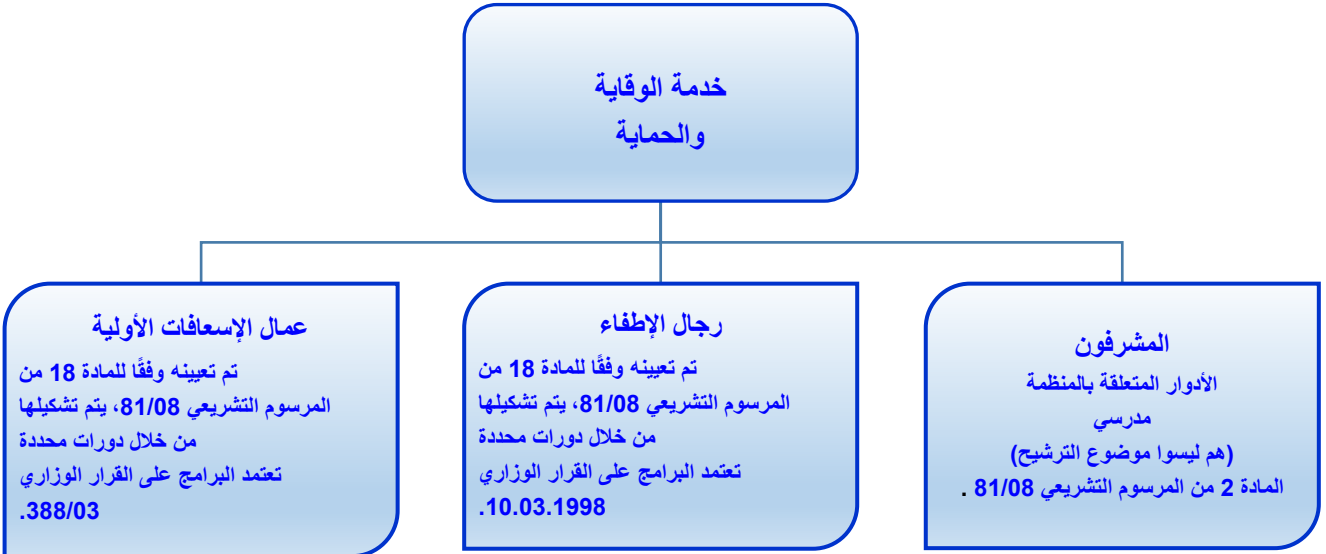 خدمة الوقاية
والحماية
المشرفون
الأدوار المتعلقة بالمنظمة
مدرسي
(هم ليسوا موضوع الترشيح)
المادة 2 من المرسوم التشريعي 81/08 .
رجال الإطفاء
تم تعيينه وفقًا للمادة 18 من
المرسوم التشريعي 81/08، يتم تشكيلها
من خلال دورات محددة
تعتمد البرامج على القرار الوزاري
10.03.1998.
عمال الإسعافات الأولية
تم تعيينه وفقًا للمادة 18 من
المرسوم التشريعي 81/08، يتم تشكيلها
من خلال دورات محددة
تعتمد البرامج على القرار الوزاري
388/03.